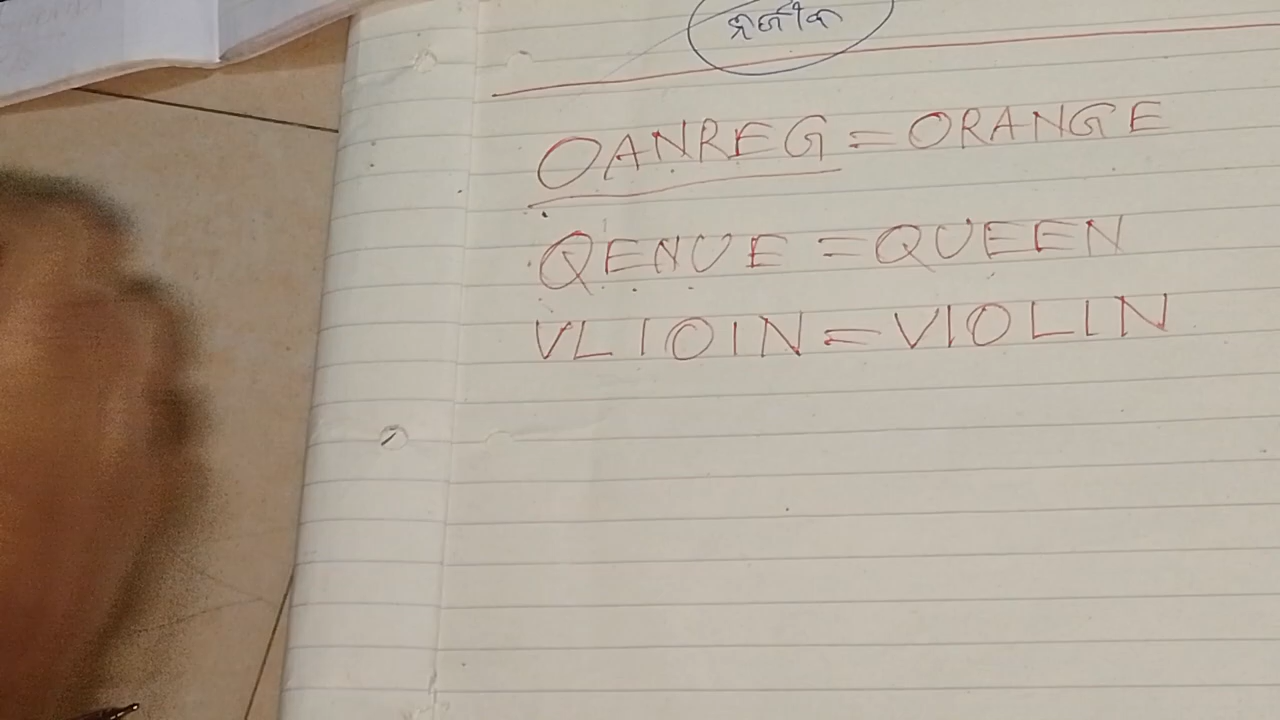 OANREG = ORANGE
QENUE = QUEEN
VLIOIN = VIOLIN